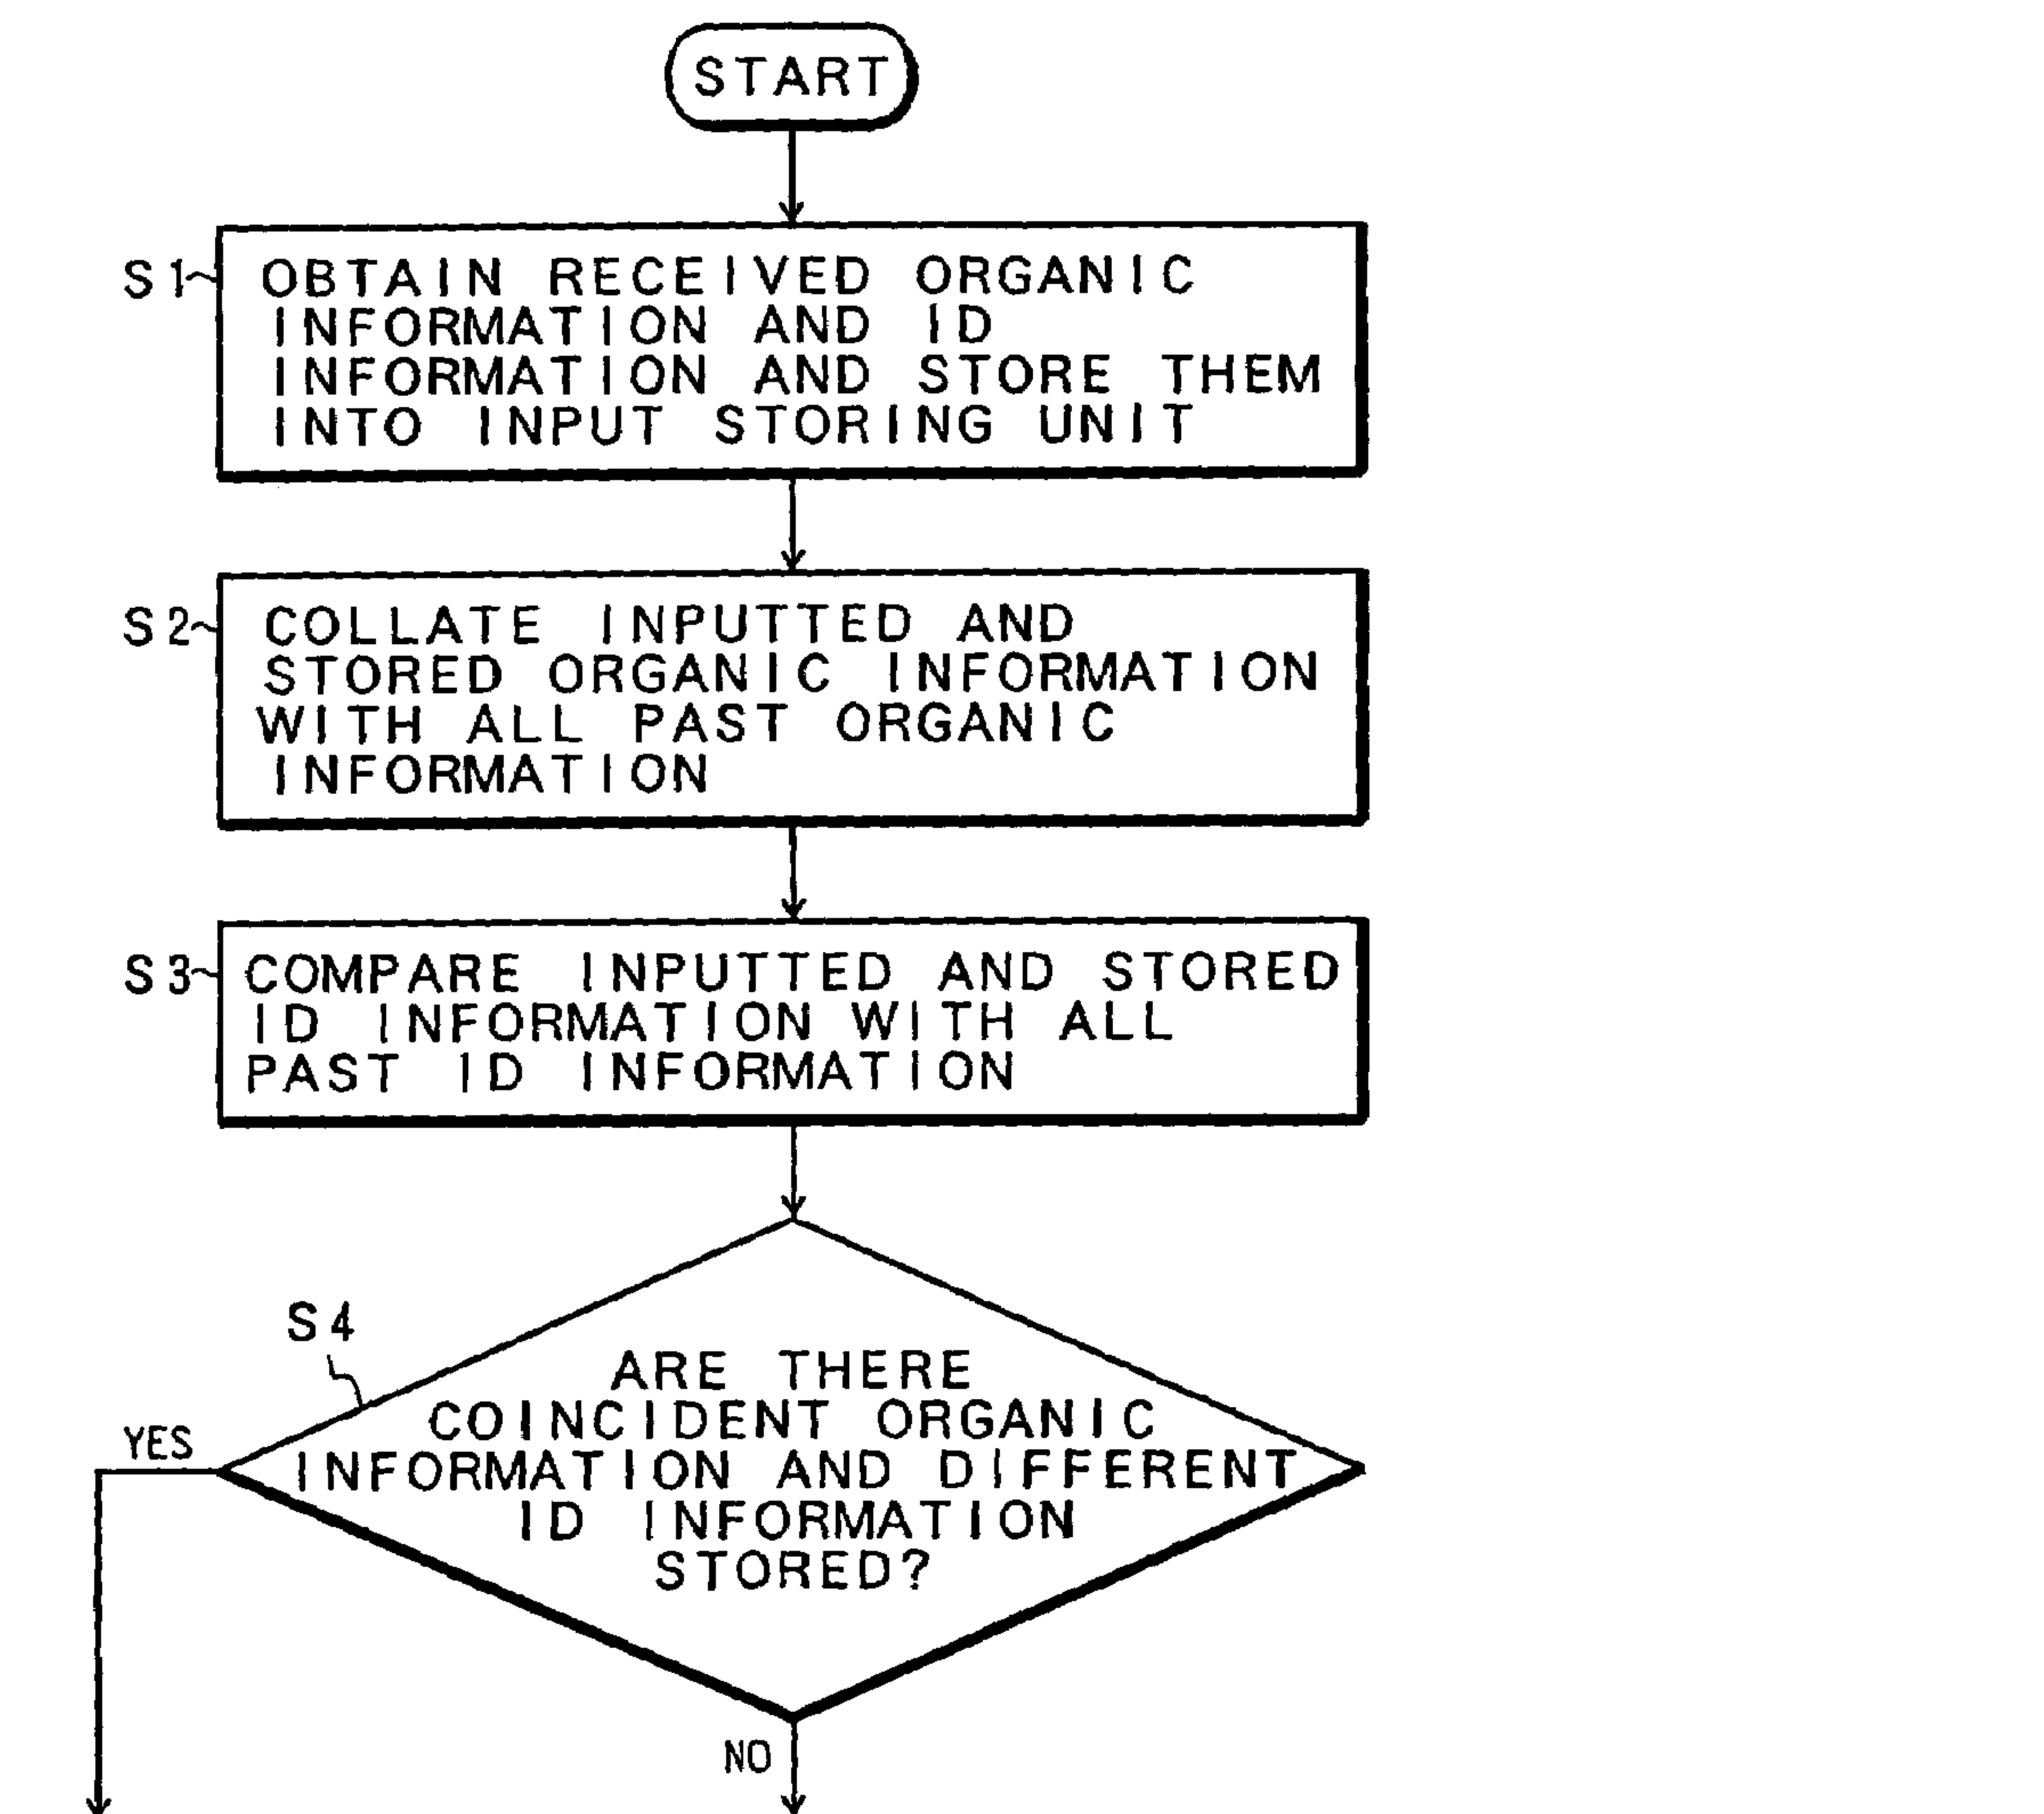 START
S1
OBTAIN RECEIVED ORGANIC
INFORMATION AND ID
INFORMATION AND STORE THEM
INTO INPUT STORING UNIT
S2
COLLATE INPUTTED AND
STORED ORGANIC INFORMATION
WITH ALL PAST ORGANIC
INFORMATION
S3
COMPARE INPUTTED AND STORED
ID INFORMATION WITH ALL
PAST ID INFORMATION
S4
ARE THERE
COINCIDENT ORGANIC
INFORMATION AND DIFFERENT
ID INFORMATION
STORED?
YES
NO